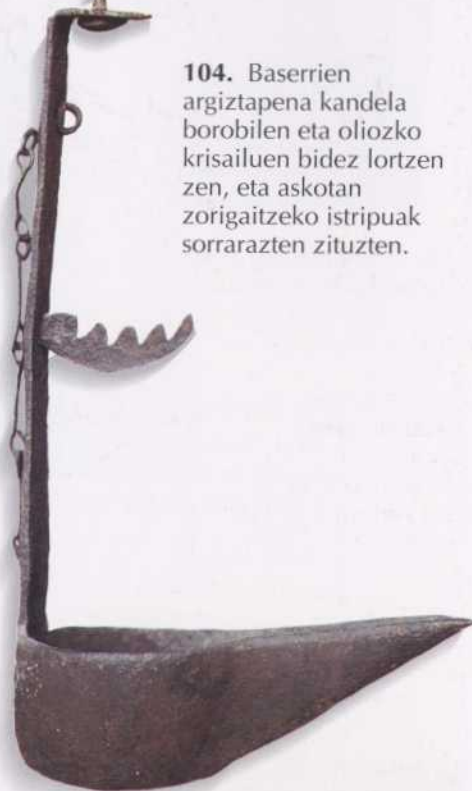 104. Baserrien
argiztapena kandela
borobilen eta oliozko
krisailuen bidez lortzen
zen, eta askotan
zorigaitzeko istripuak
sorrarazten zituzten.